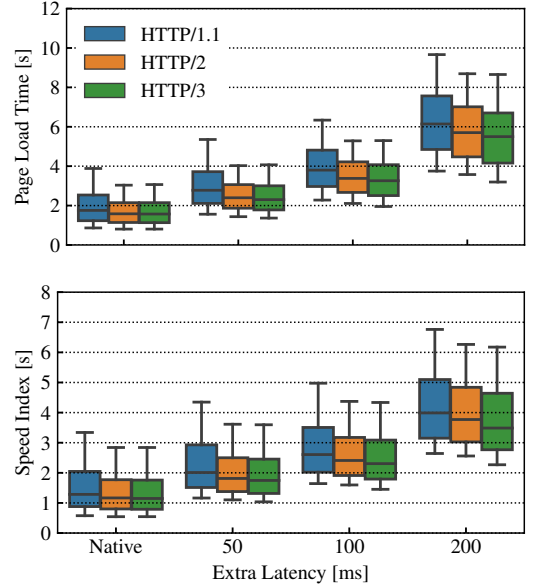 Page Load Time [s]
12
10
8
6
4
2
0
HTTP/1.1
HTTP/2
HTTP/3
Speed Index [s]
8
7
6
5
4
3
2
1
0
Native
50
100
200
Extra Latency [ms]